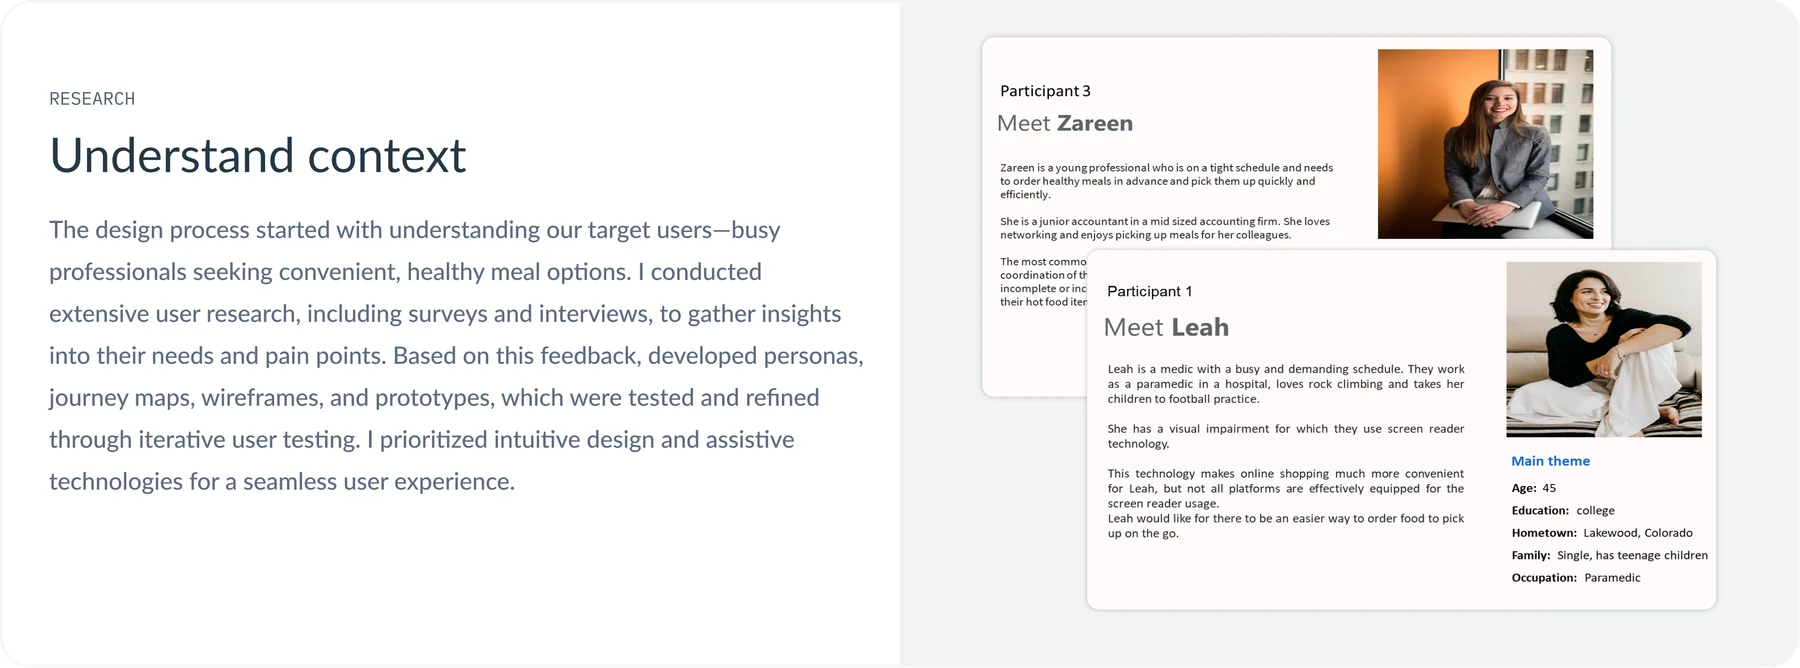 RESEARCH
Understand context
The design process started with understanding our target users—busy
professionals seeking convenient, healthy meal options. I conducted
extensive user research, including surveys and interviews, to gather insights
into their needs and pain points. Based on this feedback, developed personas,
journey maps, wireframes, and prototypes, which were tested and refined
through iterative user testing. I prioritized intuitive design and assistive
technologies for a seamless user experience.
Participant 3
Meet Zareen
Zareen is a young professional who is on a tight schedule and needs
to order healthy meals in advance and pick them up quickly and
efficiently.
She is a junior accountant in a mid sized accounting firm. She loves
networking and enjoys picking up meals for her colleagues.
The most commo
coordination of th
incomplete or inc
their hot food iter
Participant 1
Meet Leah
Leah is a medic with a busy and demanding schedule. They work
as a paramedic in a hospital, loves rock climbing and takes her
children to football practice.
She has a visual impairment for which they use screen reader
technology.
This technology makes online shopping much more convenient
for Leah, but not all platforms are effectively equipped for the
screen reader usage.
Leah would like for there to be an easier way to order food to pick
up on the go.
Main theme
Age: 45
Education: college
Hometown: Lakewood, Colorado
Family: Single, has teenage children
Occupation: Paramedic